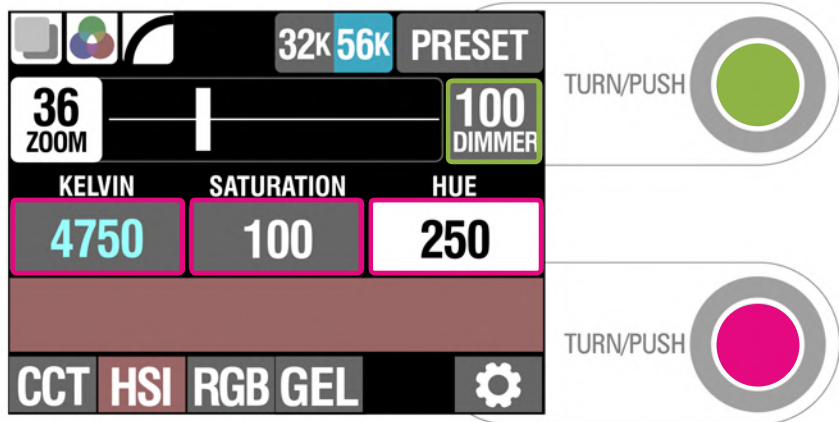 32K 56K PRESET
TURN/PUSH
36
ZOOM
100
DIMMER
KELVIN SATURATION HUE
4750 100 250
TURN/PUSH
CCT HSI RGB GEL